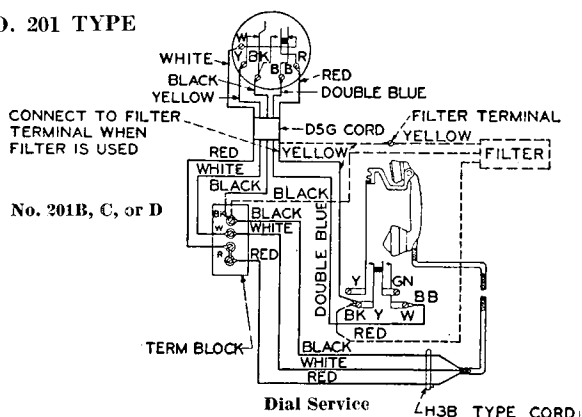 O. 201 TYPE
W
Y BK B B R
WHITE
BLACK
YELLOW
RED
DOUBLE BLUE
CONNECT TO FILTER
TERMINAL WHEN
FILTER IS USED
D5G CORD
FILTER TERMINAL
YELLOW
FILTER
RED
WHITE
BLACK
YELLOW
BLACK
No. 201B, C, or D
BK
W
R
BLACK
WHITE
RED
DOUBLE BLUE
Y GN
BB
BK Y W
RED
TERM BLOCK
BLACK
WHITE
RED
Dial Service
H3B TYPE CORD